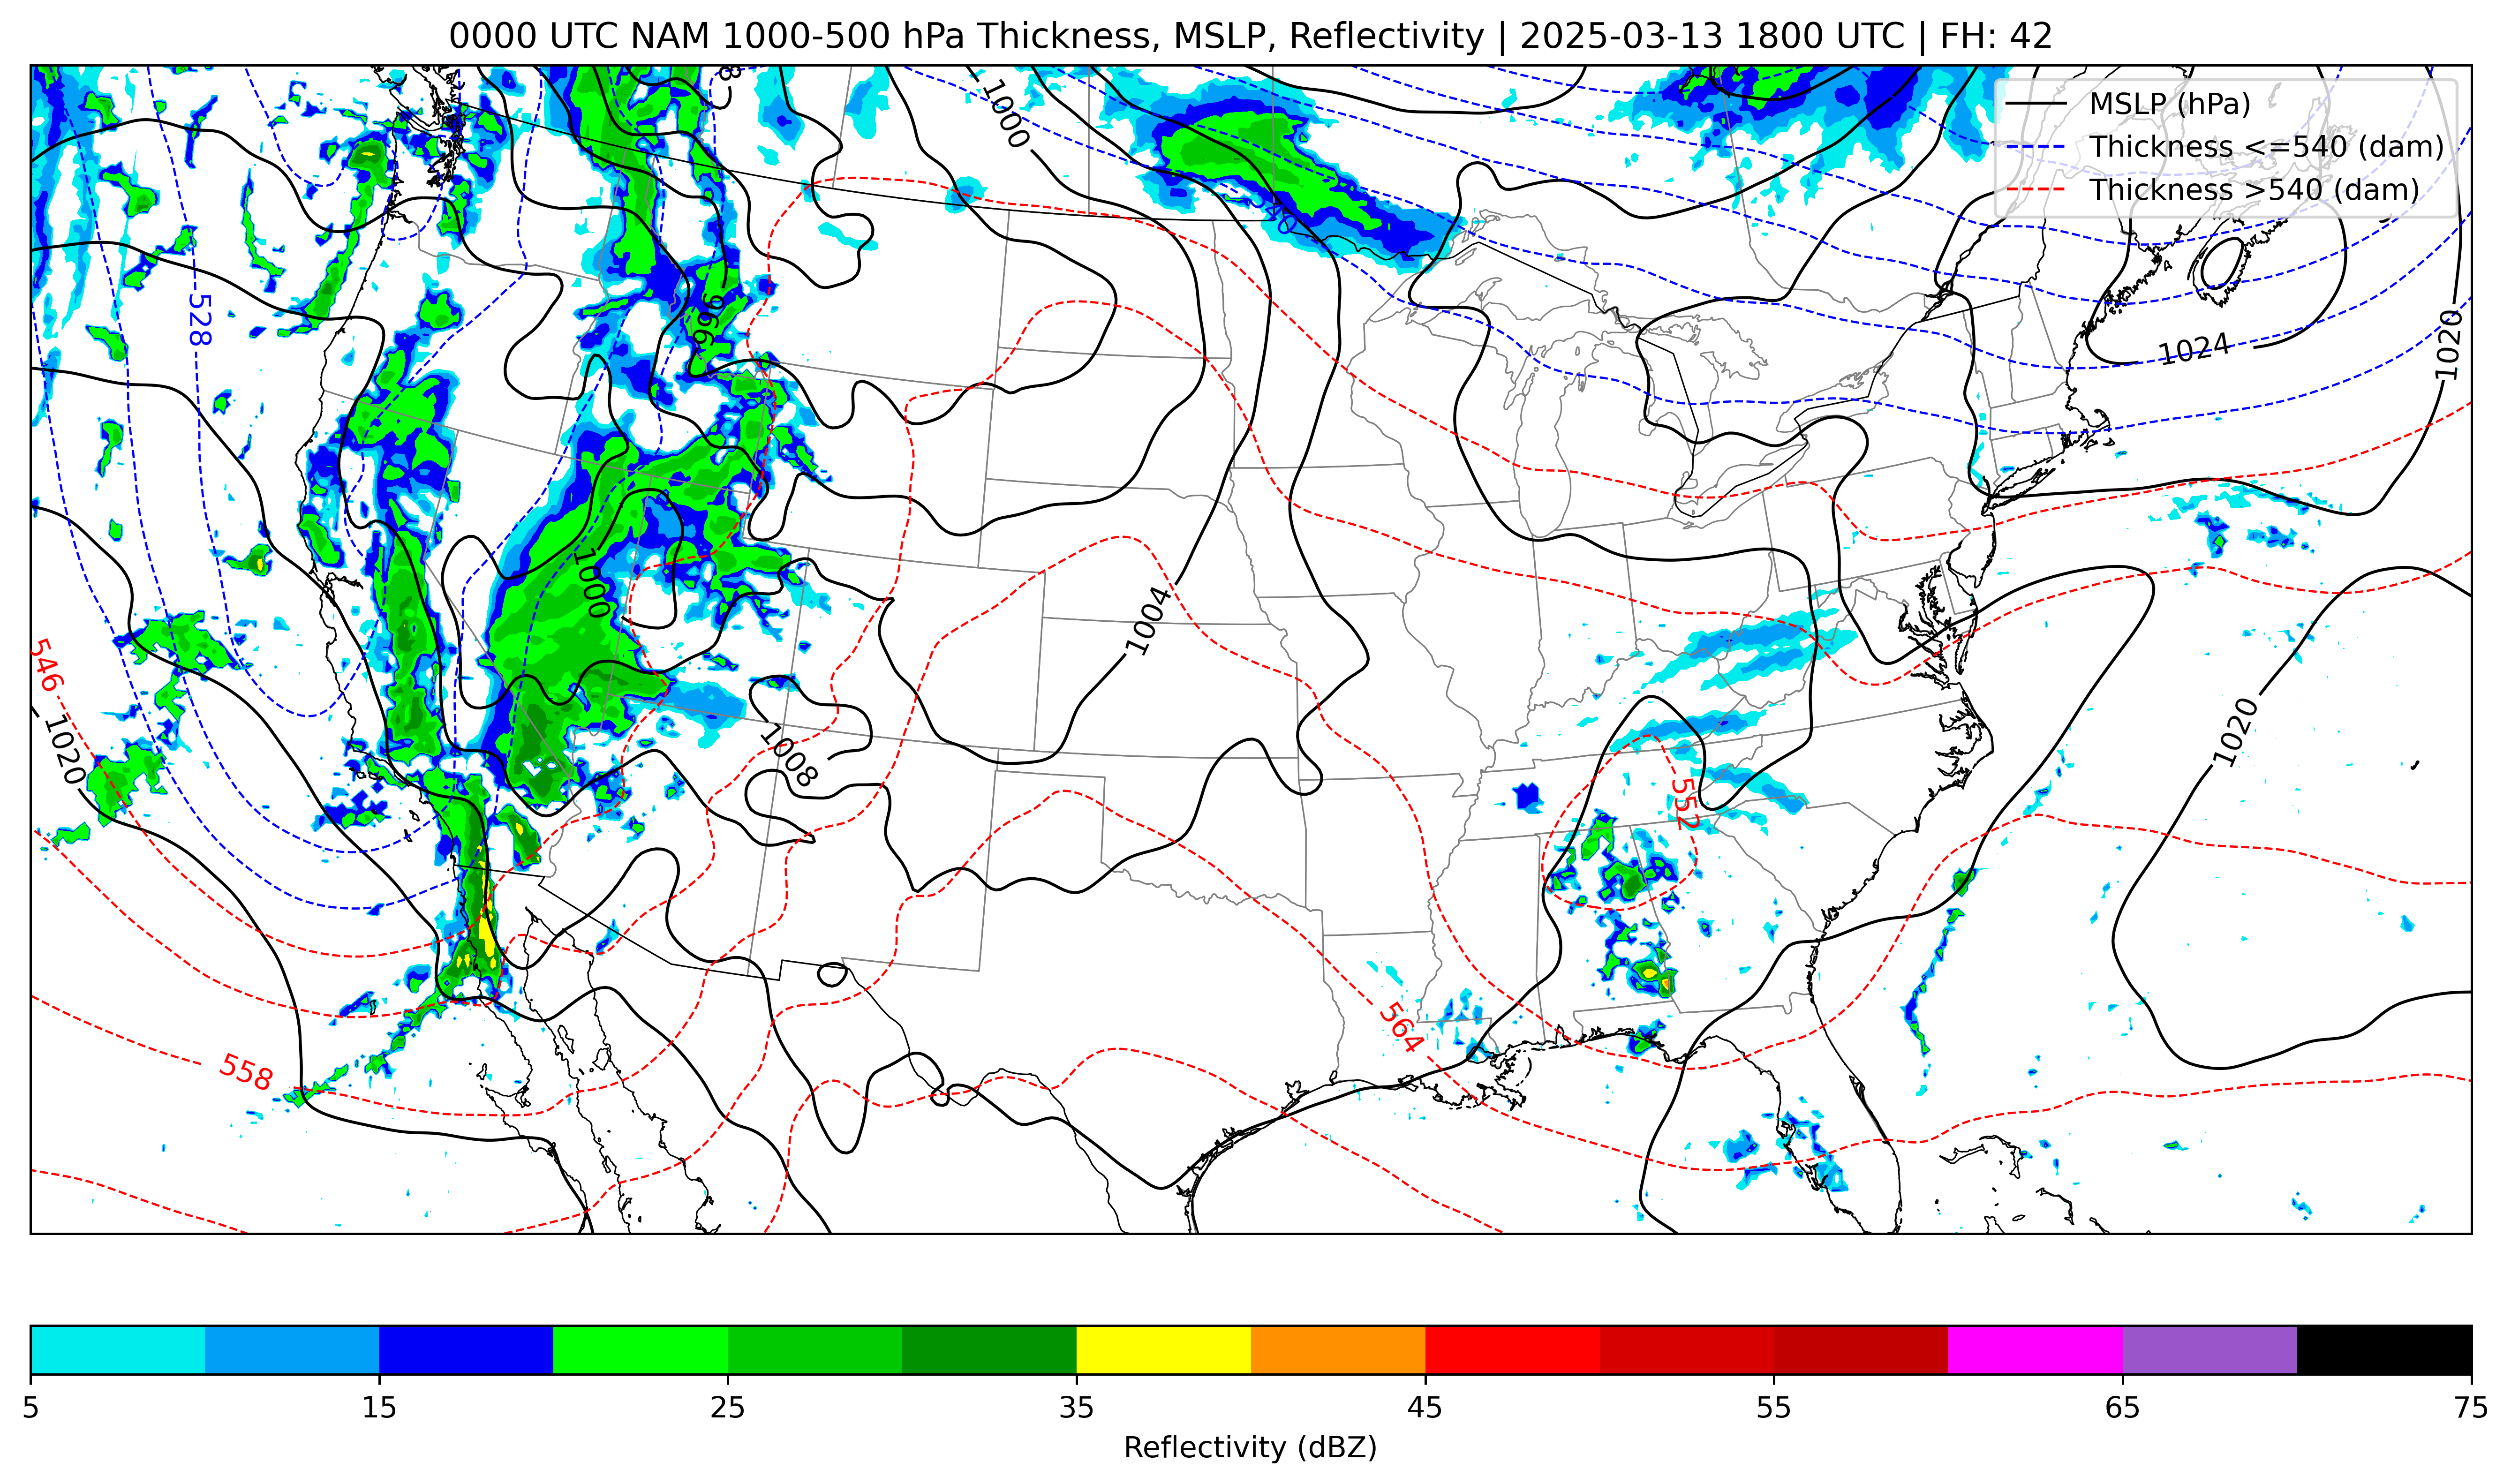 0000 UTC NAM 1000-500 hPa Thickness, MSLP, Reflectivity | 2025-03-13 1800 UTC | FH: 42
MSLP (hPa)
Thickness <=540 (dam)
Thickness >540 (dam)
1000
528
996
1024
1020
1000
1004
546
1020
1008
552
1020
564
558
5 15 25 35 45 55 65 75
Reflectivity (dBZ)